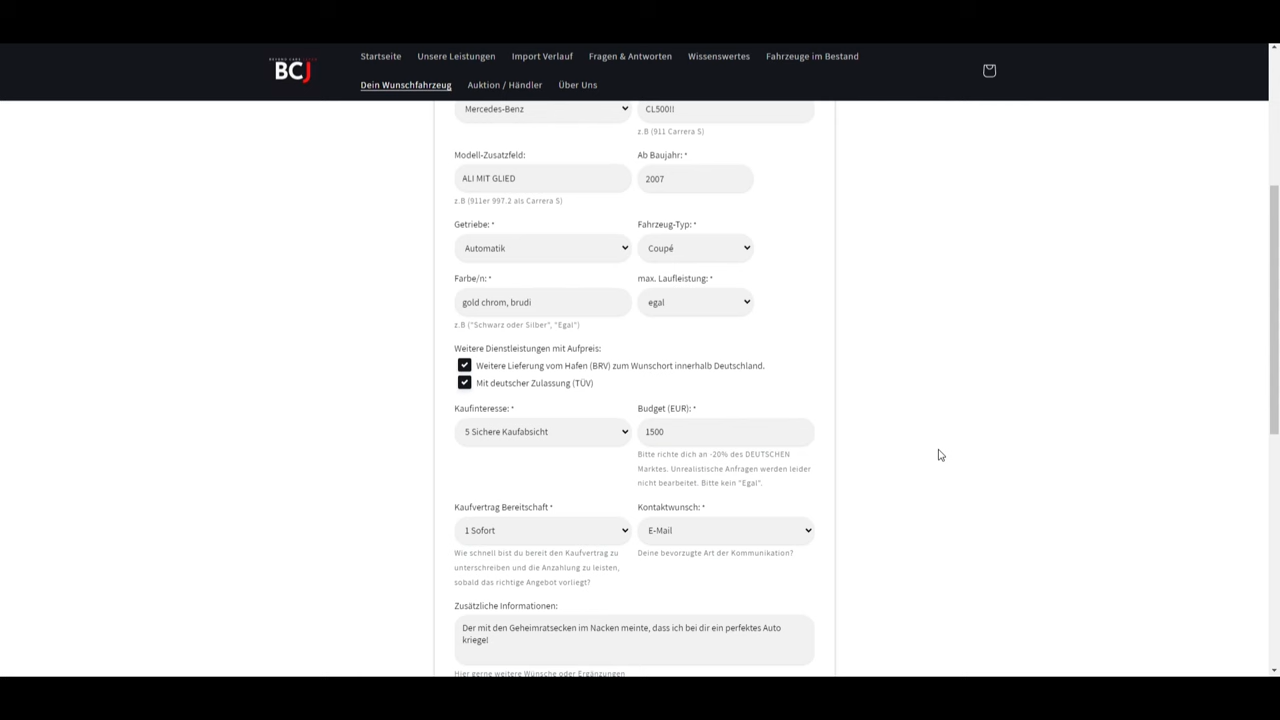 BCJ
Startseite Unsere Leistungen Import Verlauf Fragen & Antworten Wissenswertes Fahrzeuge im Bestand
Dein Wunschfahrzeug Auktion / Händler Über Uns
Mercedes-Benz CL500!!
z.B (911 Carrera S)
Modell-Zusatzfeld: Ab Baujahr: *
ALI MIT GLIED 2007
z.B (911er 997.2 als Carrera S)
Getriebe: * Fahrzeug-Typ: *
Automatik Coupé
Farbe/n: * max. Laufleistung: *
gold chrom, brudi egal
z.B ("Schwarz oder Silber", "Egal")
Weitere Dienstleistungen mit Aufpreis:
Weitere Lieferung vom Hafen (BRV) zum Wunschort innerhalb Deutschland.
Mit deutscher Zulassung (TÜV)
Kaufinteresse: * Budget (EUR): *
5 Sichere Kaufabsicht 1500
Bitte richte dich an -20% des DEUTSCHEN
Marktes. Unrealistische Anfragen werden leider
nicht bearbeitet. Bitte kein "Egal".
Kaufvertrag Bereitschaft * Kontaktwunsch: *
1 Sofort E-Mail
Wie schnell bist du bereit den Kaufvertrag zu Deine bevorzugte Art der Kommunikation?
unterschreiben und die Anzahlung zu leisten,
sobald das richtige Angebot vorliegt?
Zusätzliche Informationen:
Der mit den Geheimratsecken im Nacken meinte, dass ich bei dir ein perfektes Auto
kriege!
Hier gerne weitere Wünsche oder Ergänzungen